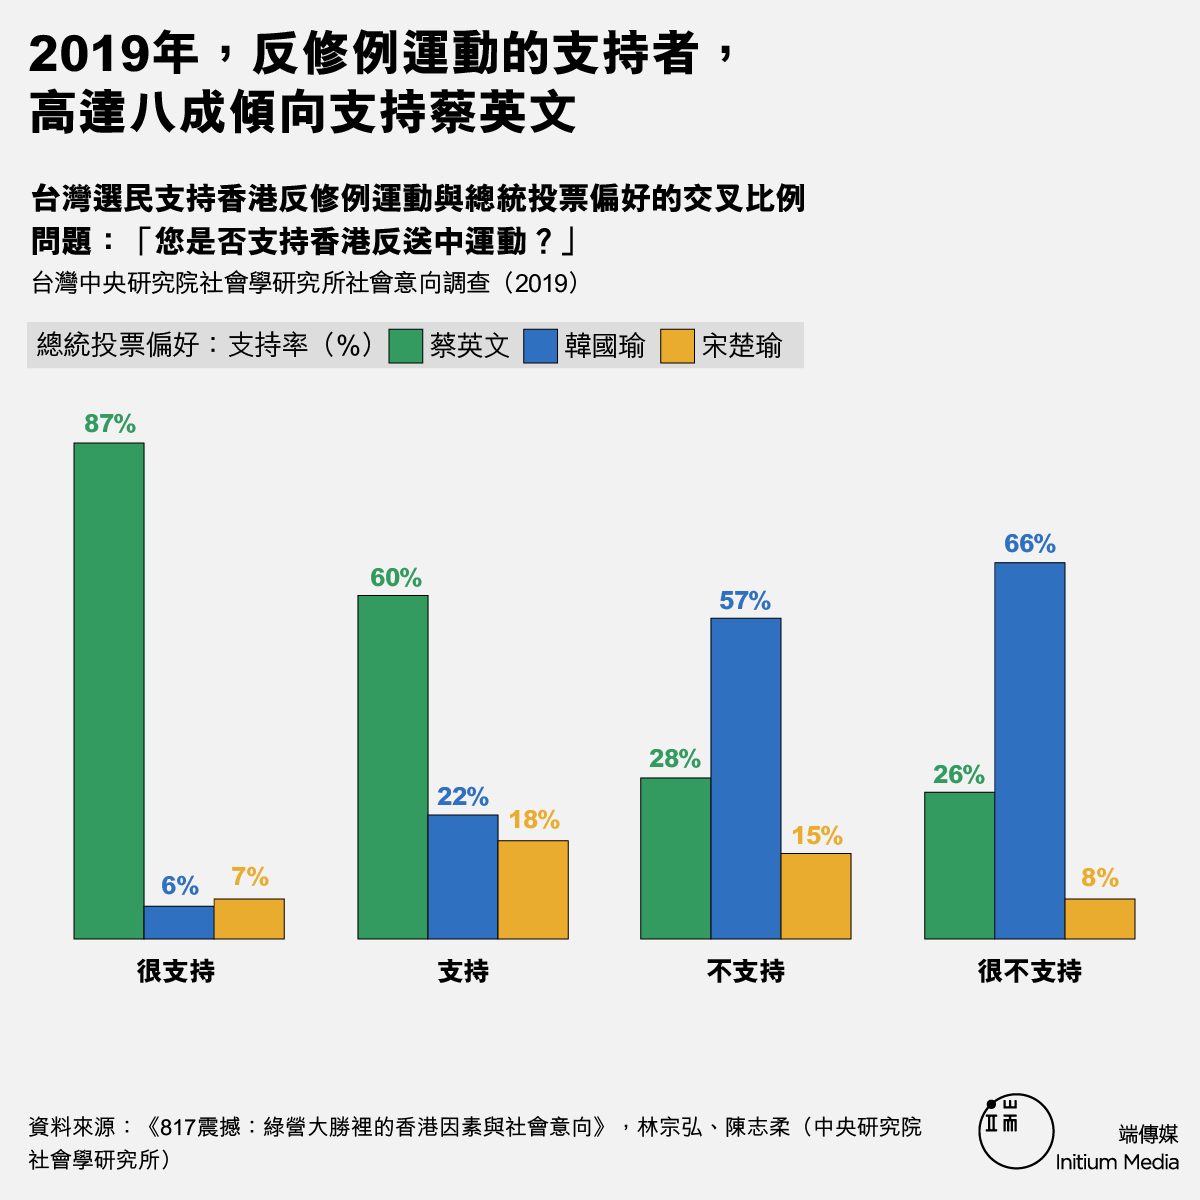 2019年，反修例運動的支持者，
高達八成傾向支持蔡英文
台灣選民支持香港反修例運動與總統投票偏好的交叉比例
問題：「您是否支持香港反送中運動？」
台灣中央研究院社會學研究所社會意向調查（2019）
總統投票偏好：支持率（%） 蔡英文 韓國瑜 宋楚瑜
87%
6%
7%
60%
22%
18%
28%
57%
15%
26%
66%
8%
很支持 支持 不支持 很不支持
資料來源：《817震撼：綠營大勝裡的香港因素與社會意向》，林宗弘、陳志柔（中央研究院
社會學研究所）
端傳媒
Initium Media